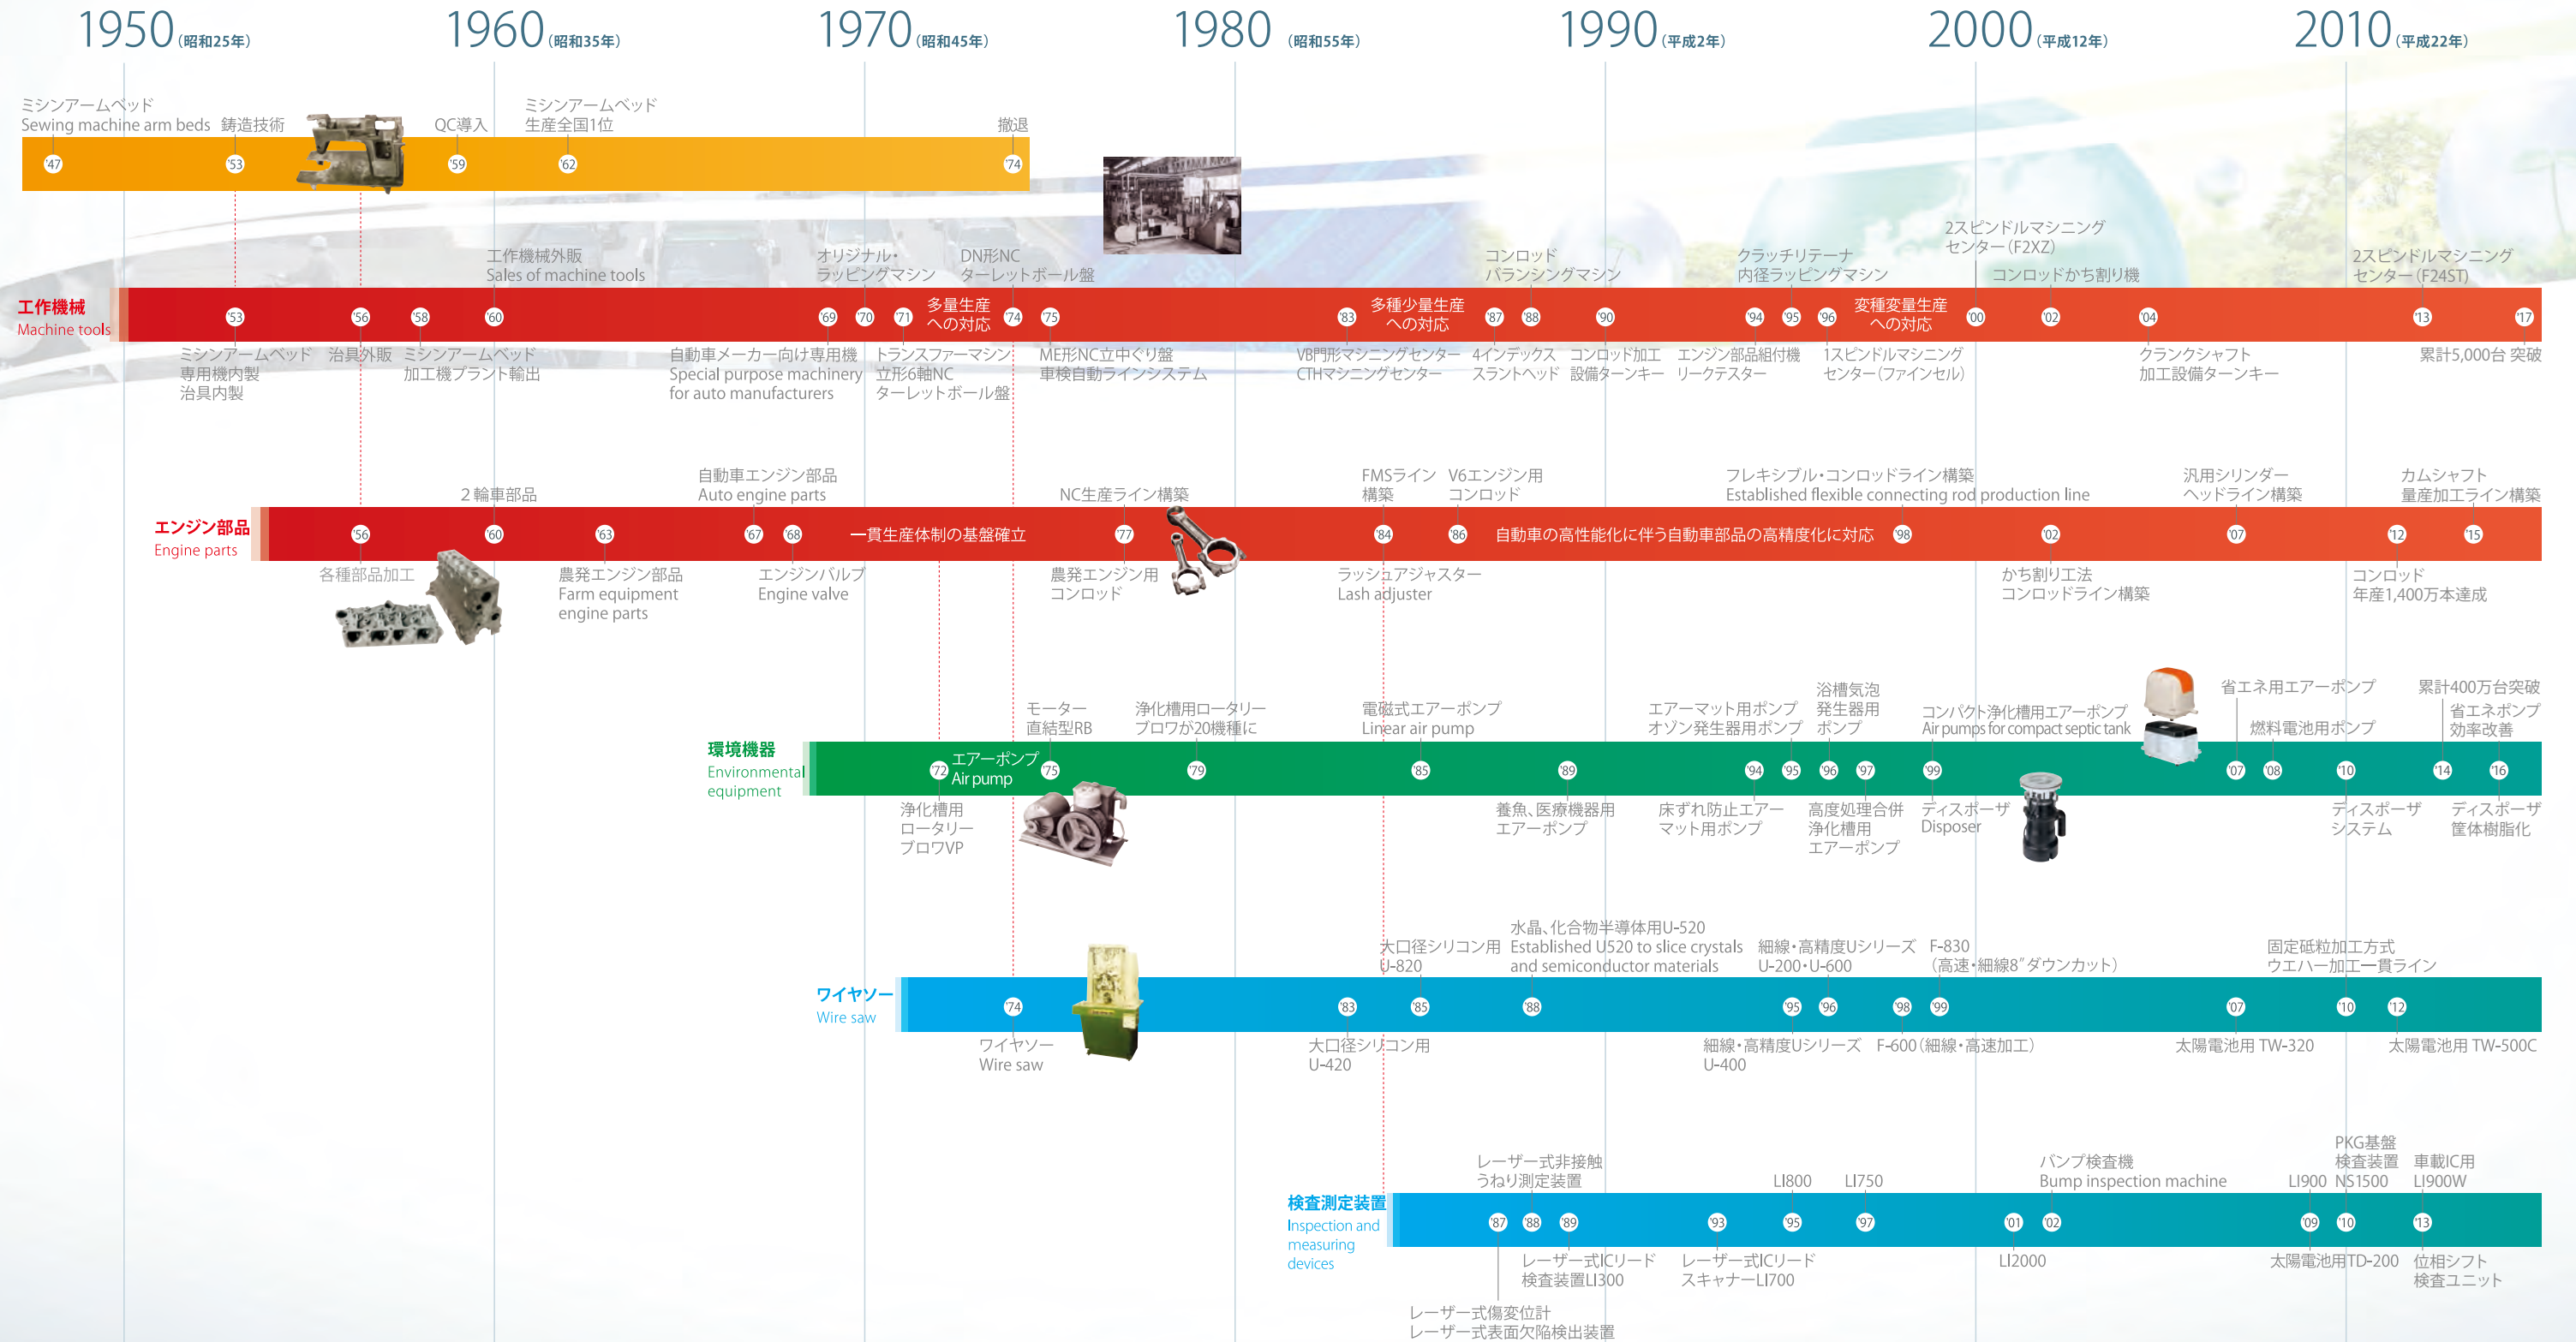 1950（昭和25年）
1960（昭和35年）
1970（昭和45年）
1980（昭和55年）
1990（平成2年）
2000（平成12年）
2010（平成22年）
ミシンアームベッド
Sewing machine arm beds
鋳造技術
QC導入
ミシンアームベッド
生産全国1位
撤退
'47
'53
'59
'62
'74
工作機械外販
Sales of machine tools
オリジナル・
ラッピングマシン
DN形NC
ターレットボール盤
コンロッド
バランシングマシン
クラッチリテーナ
内径ラッピングマシン
2スピンドルマシニング
センター（F2XZ）
コンロッドかち割り機
2スピンドルマシニング
センター（F24ST）
工作機械
Machine tools
'53
'56
'58
'60
'69
'70
'71
多量生産
への対応
'74
'75
'83
多種少量生産
への対応
'87
'88
'90
'94
'95
'96
変種変量生産
への対応
'00
'02
'04
'13
'17
ミシンアームベッド
専用機内製
治具内製
治具外販
ミシンアームベッド
加工機プラント輸出
自動車メーカー向け専用機
Special purpose machinery
for auto manufacturers
トランスファーマシン
立形6軸NC
ターレットボール盤
ME形NC立中ぐり盤
車検自動ラインシステム
VB門形マシニングセンター
CTHマシニングセンター
4インデックス
スラントヘッド
コンロッド加工
設備ターンキー
エンジン部品組付機
リークテスター
1スピンドルマシニング
センター（ファインセル）
クランクシャフト
加工設備ターンキー
累計5,000台 突破
２輪車部品
自動車エンジン部品
Auto engine parts
NC生産ライン構築
FMSライン
構築
V6エンジン用
コンロッド
フレキシブル・コンロッドライン構築
Established flexible connecting rod production line
汎用シリンダー
ヘッドライン構築
カムシャフト
量産加工ライン構築
エンジン部品
Engine parts
'56
'60
'63
'67
'68
一貫生産体制の基盤確立
'77
'84
'86
自動車の高性能化に伴う自動車部品の高精度化に対応
'98
'02
'07
'12
'15
各種部品加工
農発エンジン部品
Farm equipment
engine parts
エンジンバルブ
Engine valve
農発エンジン用
コンロッド
ラッシュアジャスター
Lash adjuster
かち割り工法
コンロッドライン構築
コンロッド
年産1,400万本達成
モーター
直結型RB
浄化槽用ロータリー
ブロワが20機種に
電磁式エアーポンプ
Linear air pump
エアーマット用ポンプ
オゾン発生器用ポンプ
浴槽気泡
発生器用
ポンプ
コンパクト浄化槽用エアーポンプ
Air pumps for compact septic tank
省エネ用エアーポンプ
燃料電池用ポンプ
累計400万台突破
省エネポンプ
効率改善
環境機器
Environmental
equipment
'72
エアーポンプ
Air pump
'75
'79
'85
'89
'94
'95
'96
'97
'99
'07
'08
'10
'14
'16
浄化槽用
ロータリー
ブロワVP
養魚、医療機器用
エアーポンプ
床ずれ防止エアー
マット用ポンプ
高度処理合併
浄化槽用
エアーポンプ
ディスポーザ
Disposer
ディスポーザ
システム
ディスポーザ
筐体樹脂化
大口径シリコン用
U-820
水晶、化合物半導体用U-520
Established U520 to slice crystals
and semiconductor materials
細線・高精度Uシリーズ
U-200・U-600
F-830
（高速・細線8”ダウンカット）
固定砥粒加工方式
ウエハー加工一貫ライン
ワイヤソー
Wire saw
'74
'83
'85
'88
'95
'96
'98
'99
'07
'10
'12
ワイヤソー
Wire saw
大口径シリコン用
U-420
細線・高精度Uシリーズ
U-400
F-600（細線・高速加工）
太陽電池用 TW-320
太陽電池用 TW-500C
レーザー式非接触
うねり測定装置
LI800
LI750
バンプ検査機
Bump inspection machine
LI900
PKG基盤
検査装置
NS1500
車載IC用
LI900W
検査測定装置
Inspection and
measuring
devices
'87
'88
'89
'93
'95
'97
'01
'02
'09
'10
'13
レーザー式ICリード
検査装置LI300
レーザー式ICリード
スキャナーLI700
LI2000
太陽電池用TD-200
位相シフト
検査ユニット
レーザー式傷変位計
レーザー式表面欠陥検出装置